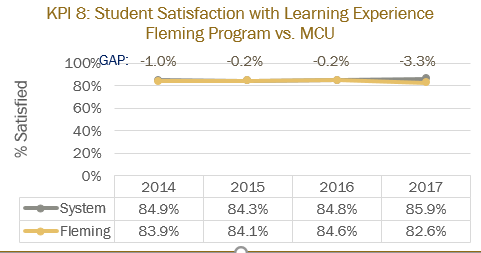 KPI 8: Student Satisfaction with Learning Experience
Fleming Program vs. MCU
GAP: -1.0% -0.2% -0.2% -3.3%
100%
80%
60%
40%
20%
0%
% Satisfied
2014 2015 2016 2017
System 84.9% 84.3% 84.8% 85.9%
Fleming 83.9% 84.1% 84.6% 82.6%